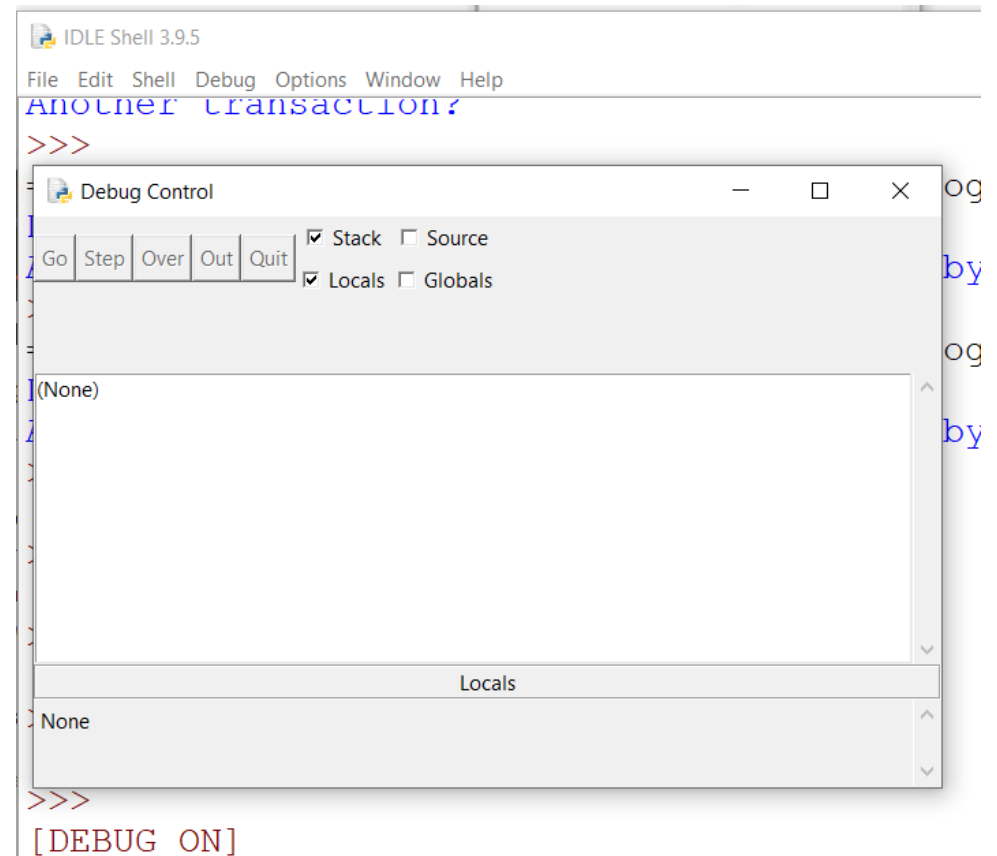 IDLE Shell 3.9.5
File Edit Shell Debug Options Window Help
Another transaction?
>>>
Debug Control
Go Step Over Out Quit
Stack Source
Locals Globals
(None)
Locals
None
>>>
[DEBUG ON]